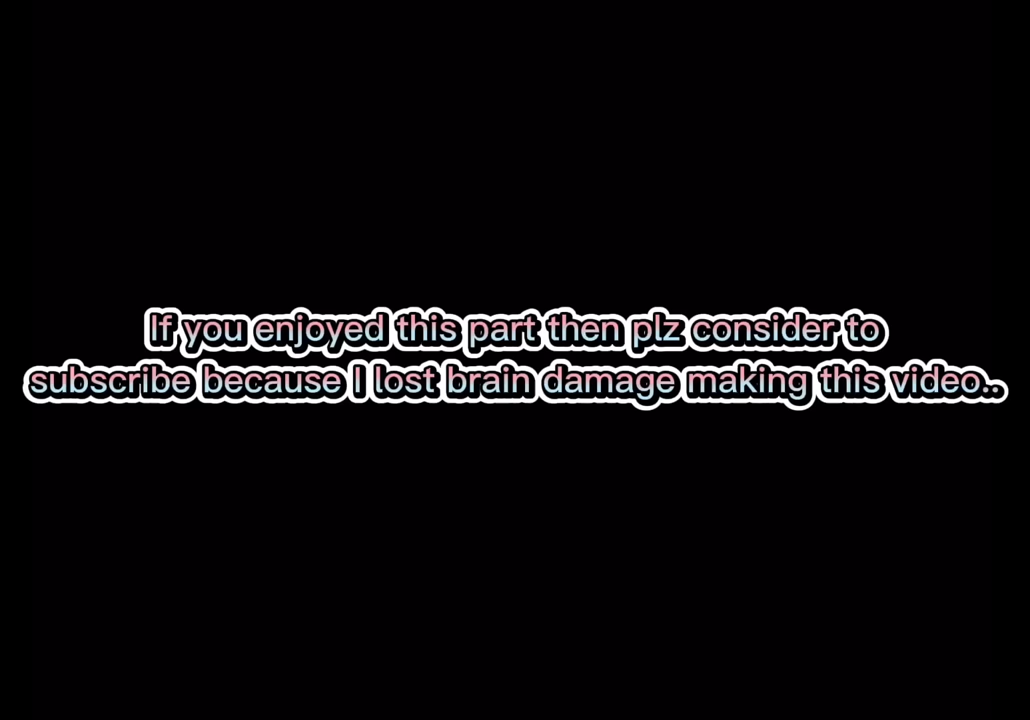 If you enjoyed this part then plz consider to
subscribe because I lost brain damage making this video..